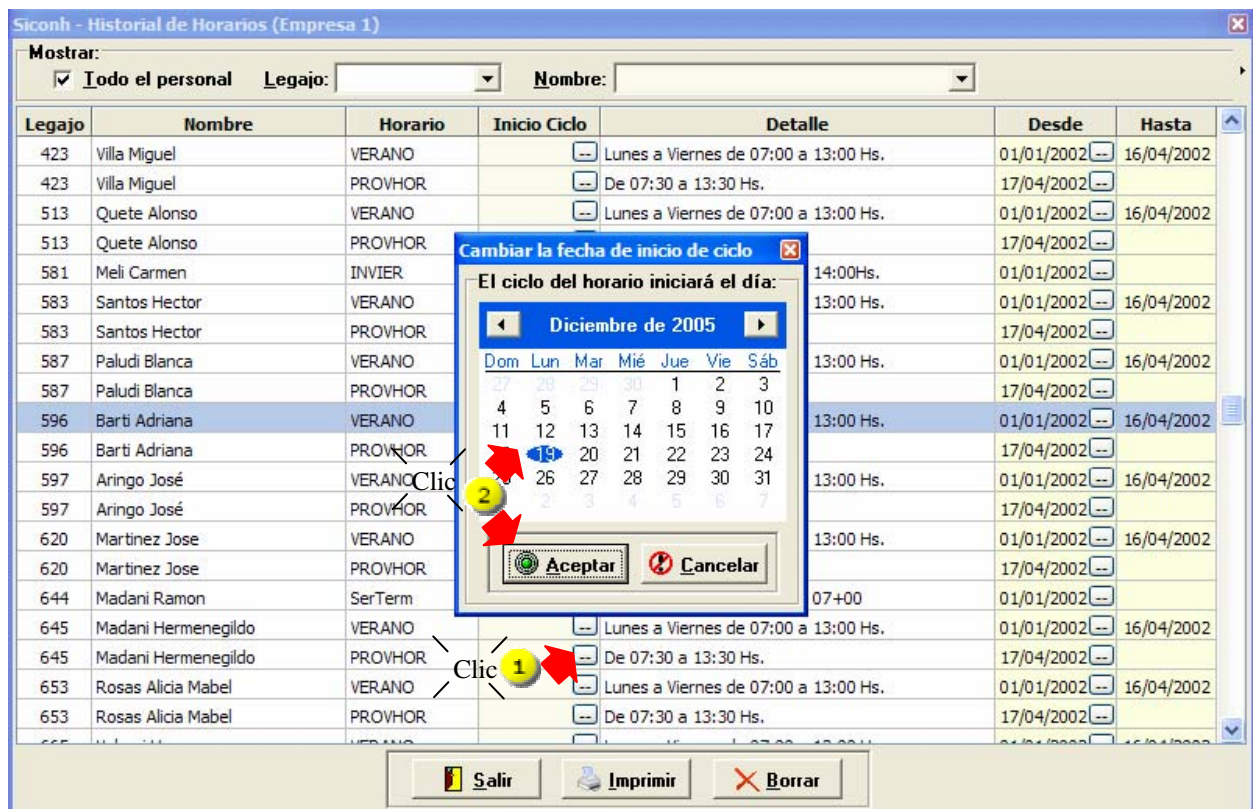 Siconh - Historial de Horarios (Empresa 1)
Mostrar:
Todo el personal Legajo: Nombre:
Legajo Nombre Horario Inicio Ciclo Detalle Desde Hasta
423 Villa Miguel VERANO -- Lunes a Viernes de 07:00 a 13:00 Hs. 01/01/2002 -- 16/04/2002
423 Villa Miguel PROVHOR -- De 07:30 a 13:30 Hs. 17/04/2002 --
513 Quete Alonso VERANO -- Lunes a Viernes de 07:00 a 13:00 Hs. 01/01/2002 -- 16/04/2002
513 Quete Alonso PROVHOR 17/04/2002 --
581 Meli Carmen INVIER 14:00Hs. 01/01/2002 --
583 Santos Hector VERANO 13:00 Hs. 01/01/2002 -- 16/04/2002
583 Santos Hector PROVHOR 17/04/2002 --
587 Paludi Blanca VERANO 13:00 Hs. 01/01/2002 -- 16/04/2002
587 Paludi Blanca PROVHOR 17/04/2002 --
596 Barti Adriana VERANO 13:00 Hs. 01/01/2002 -- 16/04/2002
596 Barti Adriana PROVHOR 17/04/2002 --
597 Aringo José VERANO 13:00 Hs. 01/01/2002 -- 16/04/2002
597 Aringo José PROVHOR 17/04/2002 --
620 Martinez Jose VERANO 13:00 Hs. 01/01/2002 -- 16/04/2002
620 Martinez Jose PROVHOR 17/04/2002 --
644 Madani Ramon SerTerm 07+00 01/01/2002 --
645 Madani Hermenegildo VERANO -- Lunes a Viernes de 07:00 a 13:00 Hs. 01/01/2002 -- 16/04/2002
645 Madani Hermenegildo PROVHOR -- De 07:30 a 13:30 Hs. 17/04/2002 --
653 Rosas Alicia Mabel VERANO -- Lunes a Viernes de 07:00 a 13:00 Hs. 01/01/2002 -- 16/04/2002
653 Rosas Alicia Mabel PROVHOR -- De 07:30 a 13:30 Hs. 17/04/2002 --
Cambiar la fecha de inicio de ciclo
El ciclo del horario iniciará el día:
Diciembre de 2005
Dom Lun Mar Mié Jue Vie Sáb
27 28 29 30 1 2 3
4 5 6 7 8 9 10
11 12 13 14 15 16 17
19 20 21 22 23 24
26 27 28 29 30 31
2 3 4 5 6 7
Aceptar Cancelar
Clic 2
Clic 1
Salir Imprimir Borrar